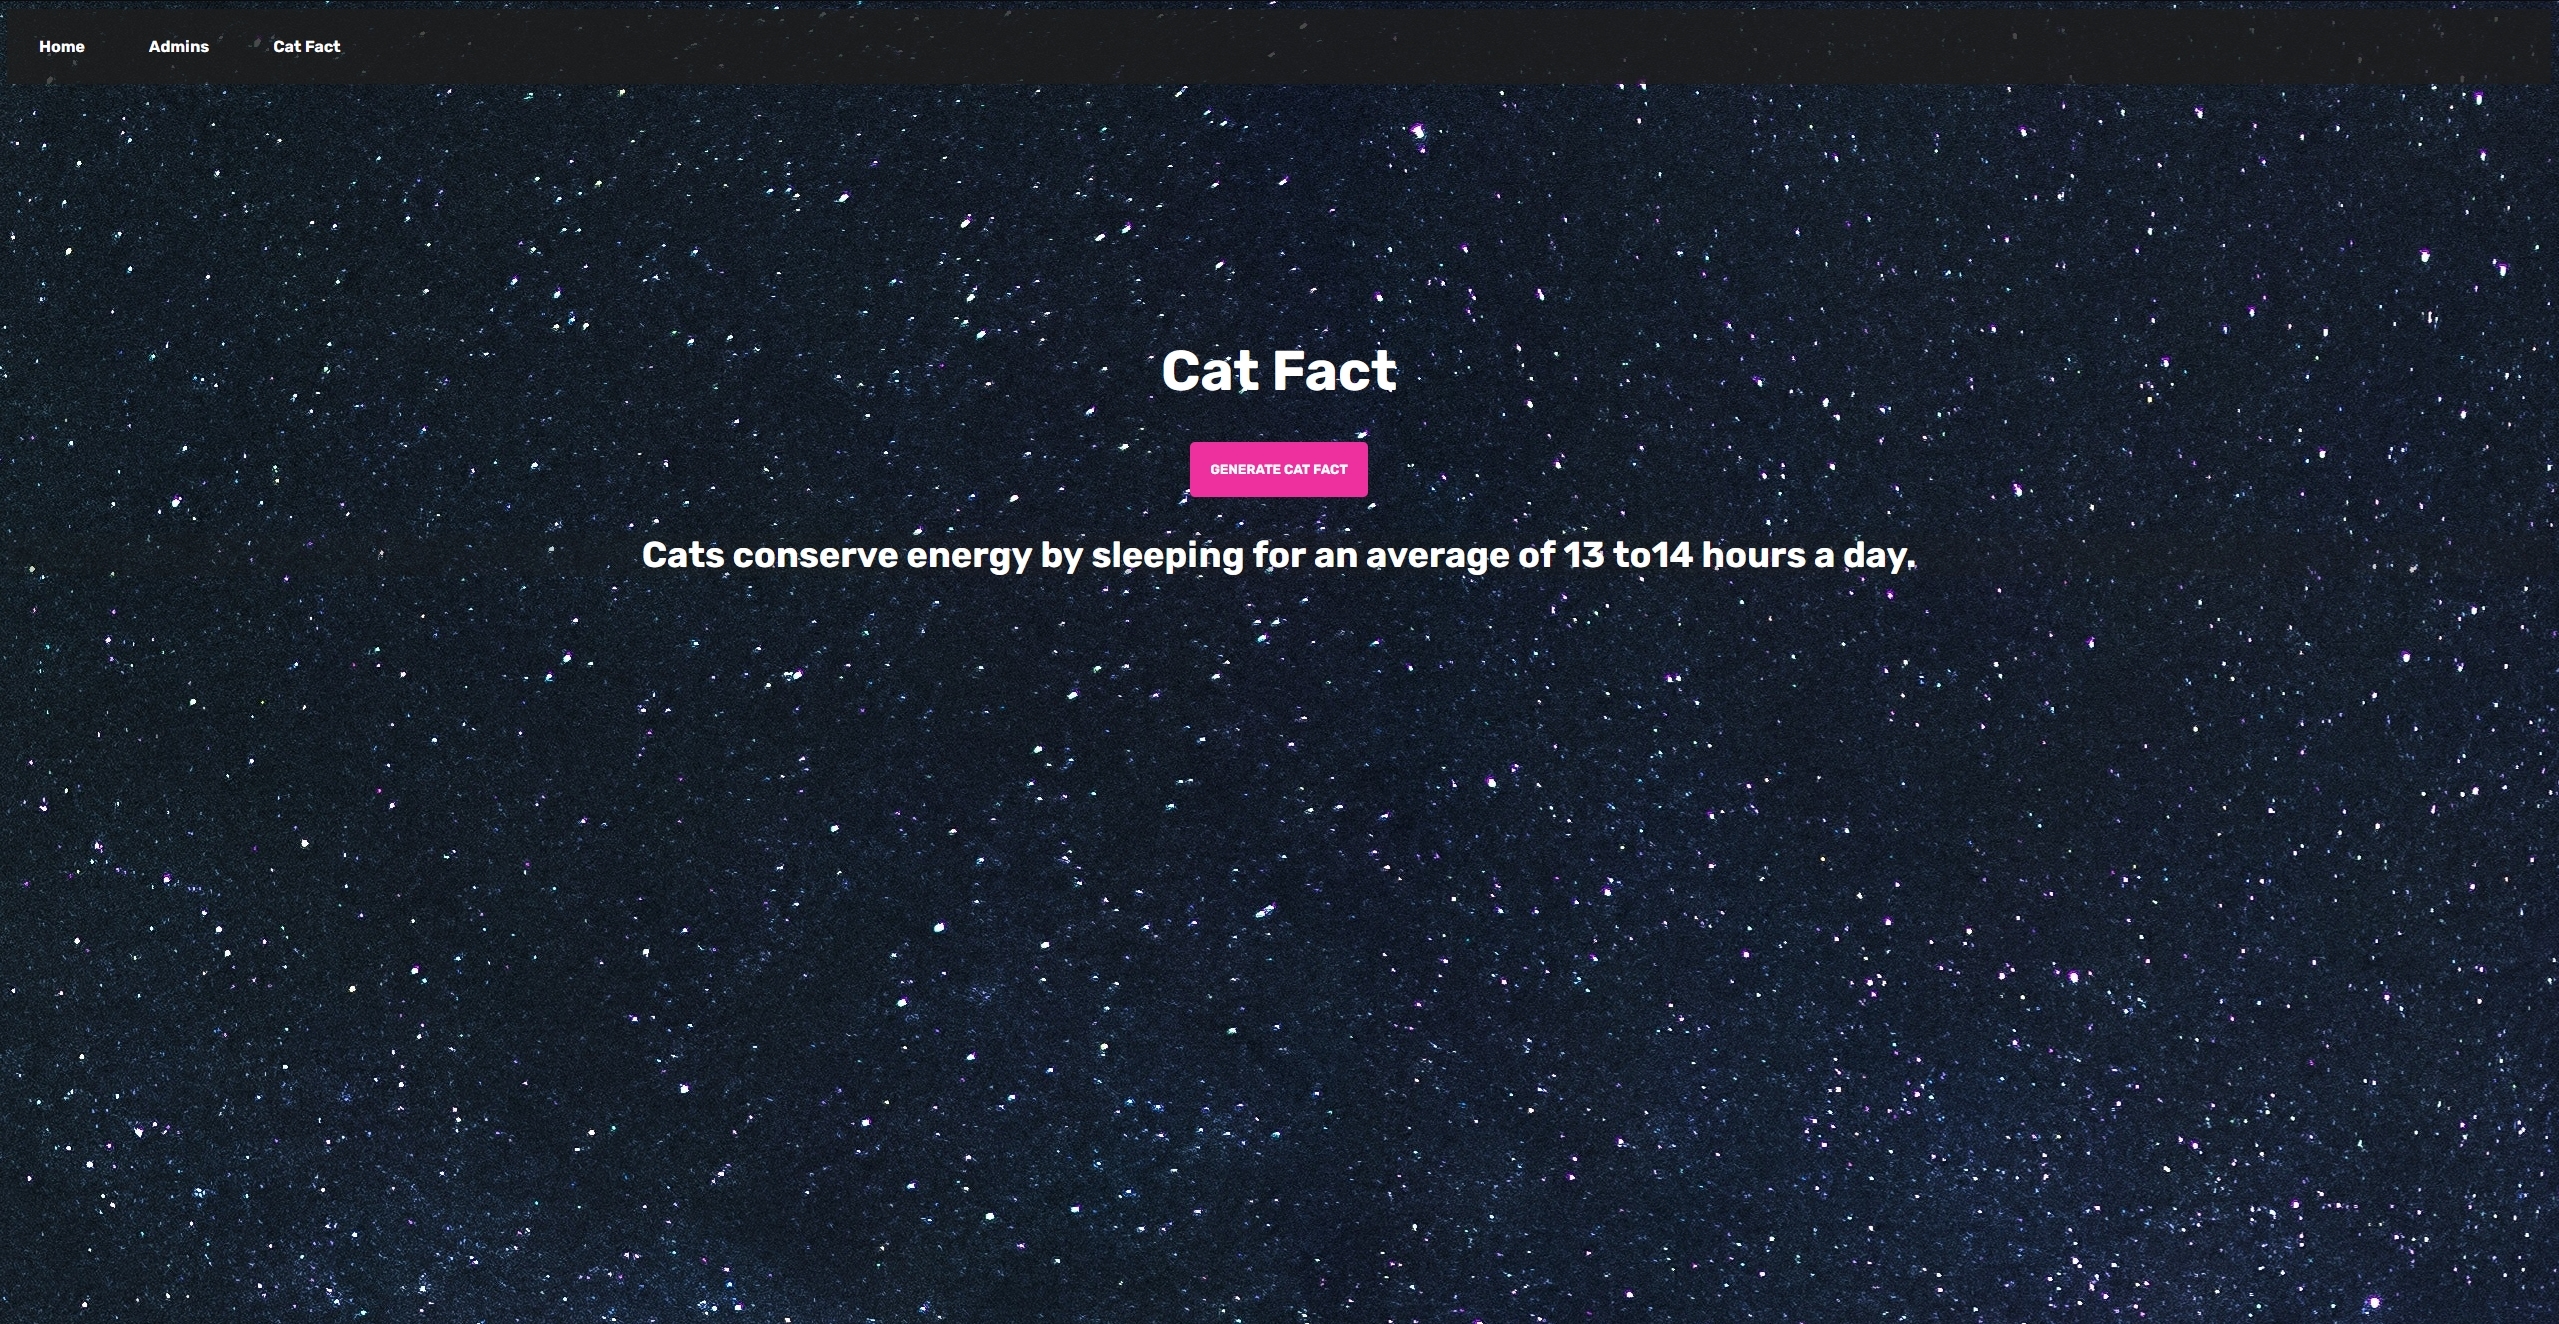 Home Admins Cat Fact
Cat Fact
GENERATE CAT FACT
Cats conserve energy by sleeping for an average of 13 to14 hours a day.